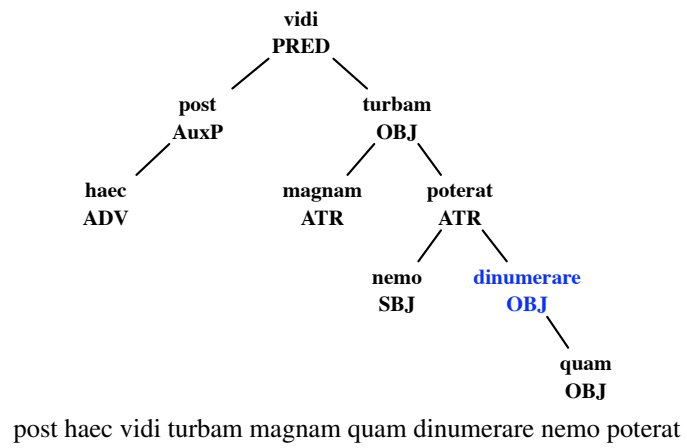 vidi
PRED
post turbam
AuxP OBJ
haec magnam poterat
ADV ATR ATR
nemo dinumerare
SBJ OBJ
quam
OBJ
post haec vidi turbam magnam quam dinumerare nemo poterat